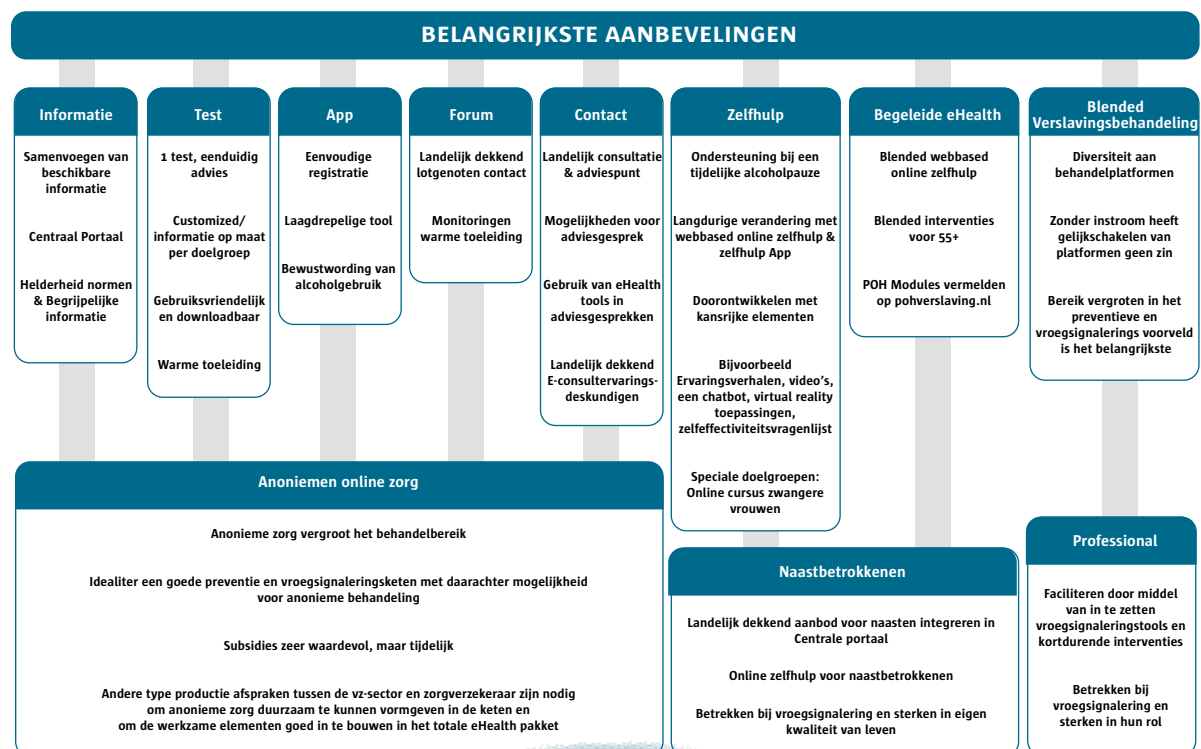 BELANGRIJKSTE AANBEVELINGEN
Informatie
Samenvoegen van
beschikbare
informatie
Centraal Portaal
Helderheid normen
& Begrijpelijke
informatie
Test
1 test, eenduidig
advies
Customized/
informatie op maat
per doelgroep
Gebruiksvriendelijk
en downloadbaar
Warme toeleiding
App
Eenvoudige
registratie
Laagdrepelige tool
Bewustwording van
alcoholgebruik
Forum
Landelijk dekkend
lotgenoten contact
Monitoringen
warme toeleiding
Contact
Landelijk consultatie
& adviespunt
Mogelijkheden voor
adviesgesprek
Gebruik van eHealth
tools in
adviesgesprekken
Landelijk dekkend
E-consultervarings-
deskundigen
Zelfhulp
Ondersteuning bij een
tijdelijke alcoholpauze
Langdurige verandering met
webbased online zelfhulp &
zelfhulp App
Doorontwikkelen met
kansrijke elementen
Bijvoorbeeld
Ervaringsverhalen, video's,
een chatbot, virtual reality
toepassingen,
zelfeffectiviteitsvragenlijst
Speciale doelgroepen:
Online cursus zwangere
vrouwen
Begeleide eHealth
Blended webbased
online zelfhulp
Blended interventies
voor 55+
POH Modules vermelden
op pohverslaving.nl
Blended
Verslavingsbehandeling
Diversiteit aan
behandelplatformen
Zonder instroom heeft
gelijkschakelen van
platformen geen zin
Bereik vergroten in het
preventieve en
vroegsignalerings voorveld
is het belangrijkste
Anoniemen online zorg
Anonieme zorg vergroot het behandelbereik
Idealiter een goede preventie en vroegsignaleringsketen met daarachter mogelijkheid
voor anonieme behandeling
Subsidies zeer waardevol, maar tijdelijk
Andere type productie afspraken tussen de vz-sector en zorgverzekeraar zijn nodig
om anonieme zorg duurzaam te kunnen vormgeven in de keten en
om de werkzame elementen goed in te bouwen in het totale eHealth pakket
Naastbetrokkenen
Landelijk dekkend aanbod voor naasten integreren in
Centrale portaal
Online zelfhulp voor naastbetrokkenen
Betrekken bij vroegsignalering en sterken in eigen
kwaliteit van leven
Professional
Faciliteren door middel
van in te zetten
vroegsignaleringstools en
kortdurende interventies
Betrekken bij
vroegsignalering en
sterken in hun rol